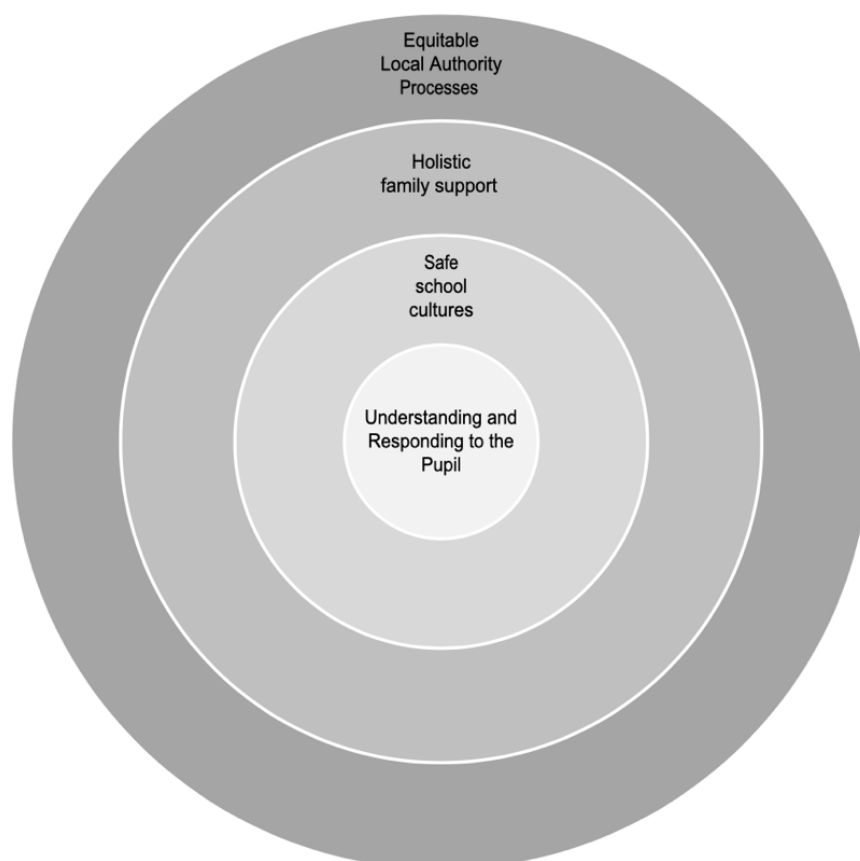 Equitable
Local Authority
Processes
Holistic
family support
Safe
school
cultures
Understanding and
Responding to the
Pupil